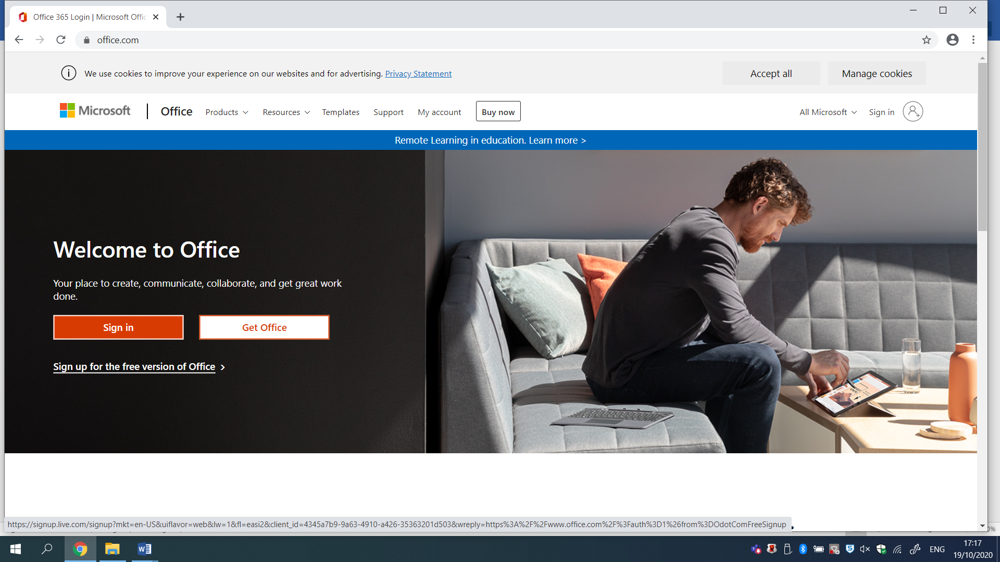 Office 365 Login | Microsoft Offic
office.com
We use cookies to improve your experience on our websites and for advertising. Privacy Statement
Accept all
Manage cookies
Microsoft
Office
Products
Resources
Templates
Support
My account
Buy now
All Microsoft
Sign in
Remote Learning in education. Learn more >
Welcome to Office
Your place to create, communicate, collaborate, and get great work
done.
Sign in
Get Office
Sign up for the free version of Office
https://signup.live.com/signup?mkt=en-US&uiflavor=web&lw=1&fl=easi2&client_id=4345a7b9-9a63-4910-a426-35363201d503&wreply=https%3A%2F%2Fwww.office.com%2F%3Fauth%3D1%26from%3DOdotComFreeSignup
0%
ENG
17:17
19/10/2020